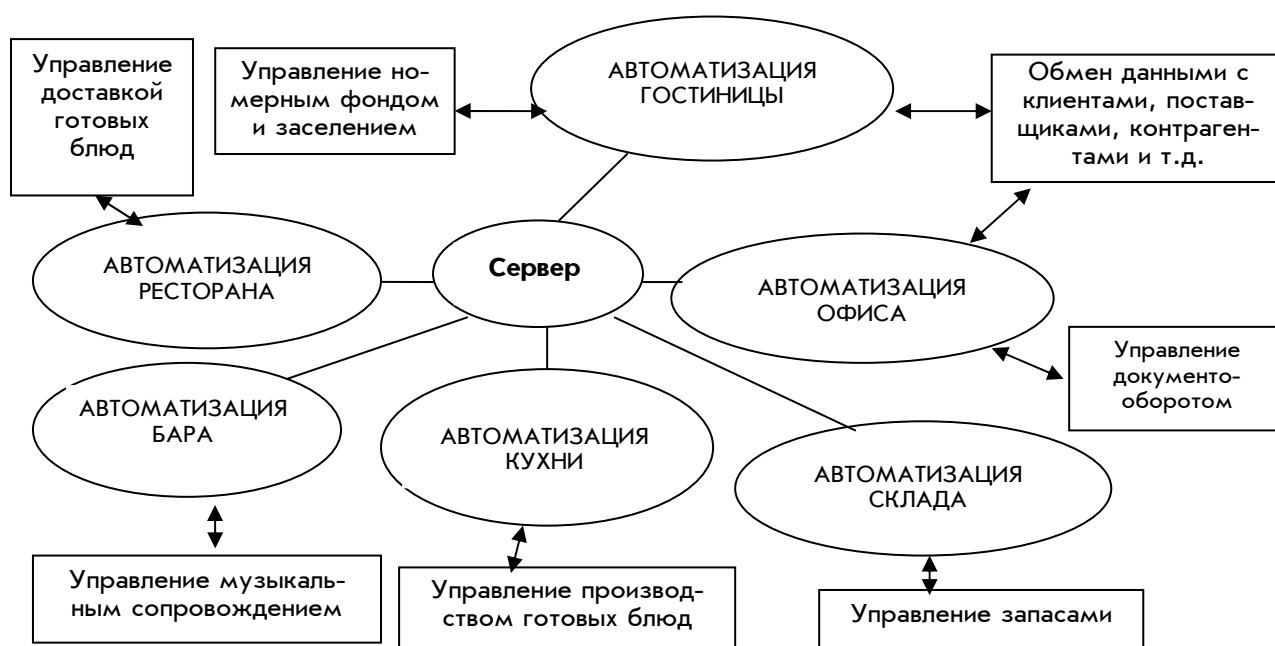 Управление
доставкой
готовых
блюд
Управление но-
мерным фондом
и заселением
АВТОМАТИЗАЦИЯ
ГОСТИНИЦЫ
Обмен данными с
клиентами, постав-
щиками, контраген-
тами и т.д.
АВТОМАТИЗАЦИЯ
РЕСТОРАНА
Сервер
АВТОМАТИЗАЦИЯ
ОФИСА
Управление
документо-
оборотом
АВТОМАТИЗАЦИЯ
БАРА
АВТОМАТИЗАЦИЯ
КУХНИ
АВТОМАТИЗАЦИЯ
СКЛАДА
Управление музыкаль-
ным сопровождением
Управление производ-
ством готовых блюд
Управление запасами